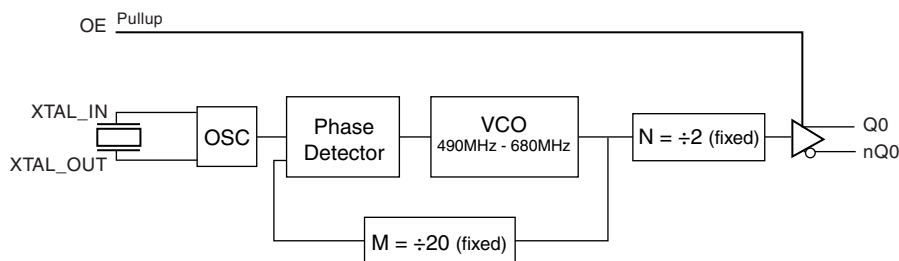 OE Pullup
XTAL_IN
XTAL_OUT
OSC
Phase
Detector
VCO
490MHz - 680MHz
N = ÷2 (fixed)
Q0
nQ0
M = ÷20 (fixed)